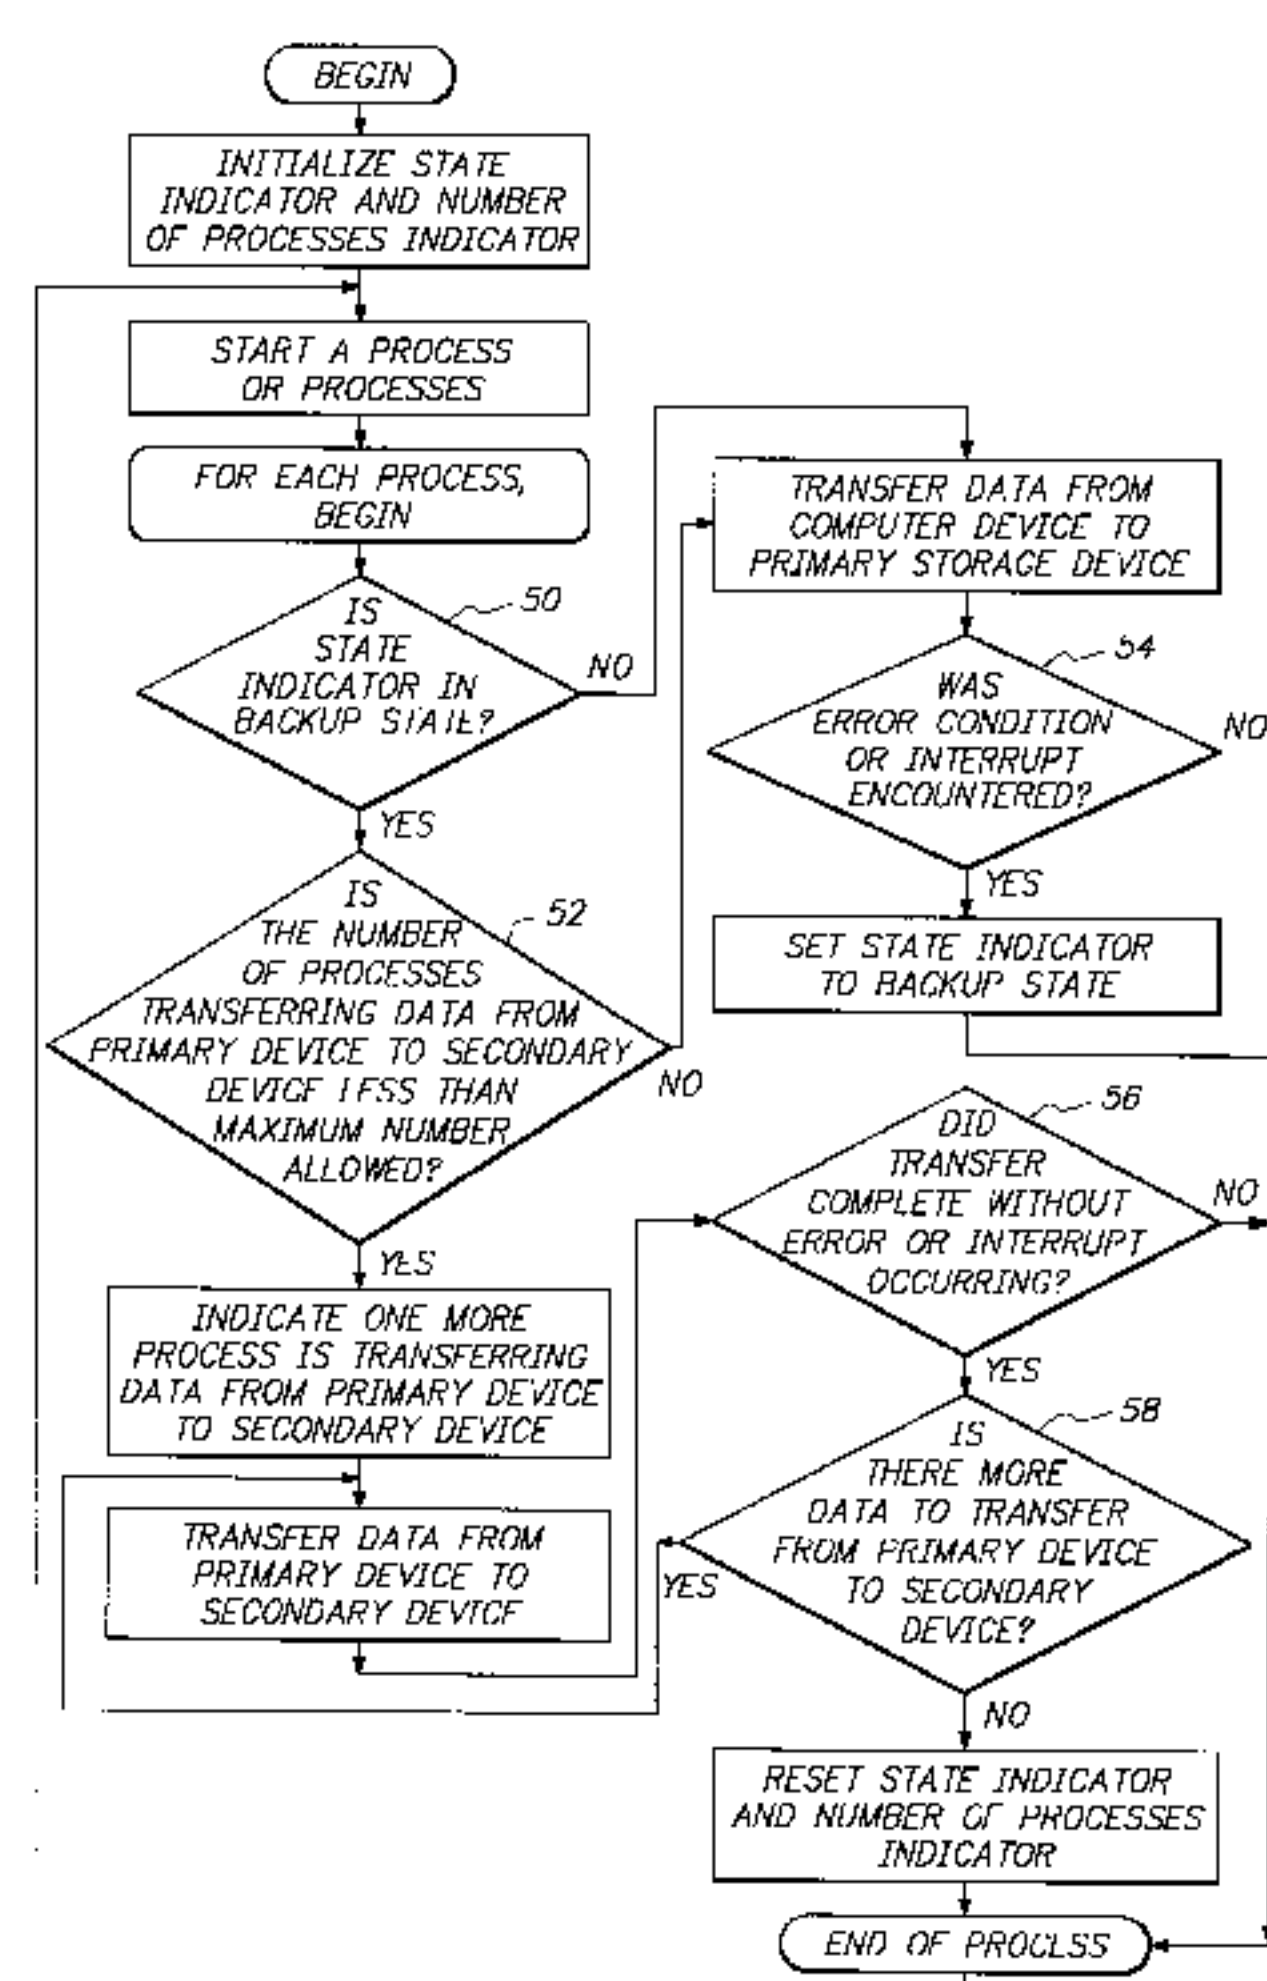 BEGIN
INITIALIZE STATE
INDICATOR AND NUMBER
OF PROCESSES INDICATOR
START A PROCESS
OR PROCESSES
FOR EACH PROCESS,
BEGIN
50
IS
STATE
INDICATOR IN
BACKUP STATE?
NO
YES
52
IS
THE NUMBER
OF PROCESSES
TRANSFERRING DATA FROM
PRIMARY DEVICE TO SECONDARY
DEVICE LESS THAN
MAXIMUM NUMBER
ALLOWED?
NO
YES
INDICATE ONE MORE
PROCESS IS TRANSFERRING
DATA FROM PRIMARY DEVICE
TO SECONDARY DEVICE
TRANSFER DATA FROM
PRIMARY DEVICE TO
SECONDARY DEVICE
TRANSFER DATA FROM
COMPUTER DEVICE TO
PRIMARY STORAGE DEVICE
54
WAS
ERROR CONDITION
OR INTERRUPT
ENCOUNTERED?
NO
YES
SET STATE INDICATOR
TO BACKUP STATE
56
DID
TRANSFER
COMPLETE WITHOUT
ERROR OR INTERRUPT
OCCURRING?
NO
YES
58
IS
THERE MORE
DATA TO TRANSFER
FROM PRIMARY DEVICE
TO SECONDARY
DEVICE?
YES
NO
RESET STATE INDICATOR
AND NUMBER OF PROCESSES
INDICATOR
END OF PROCESS